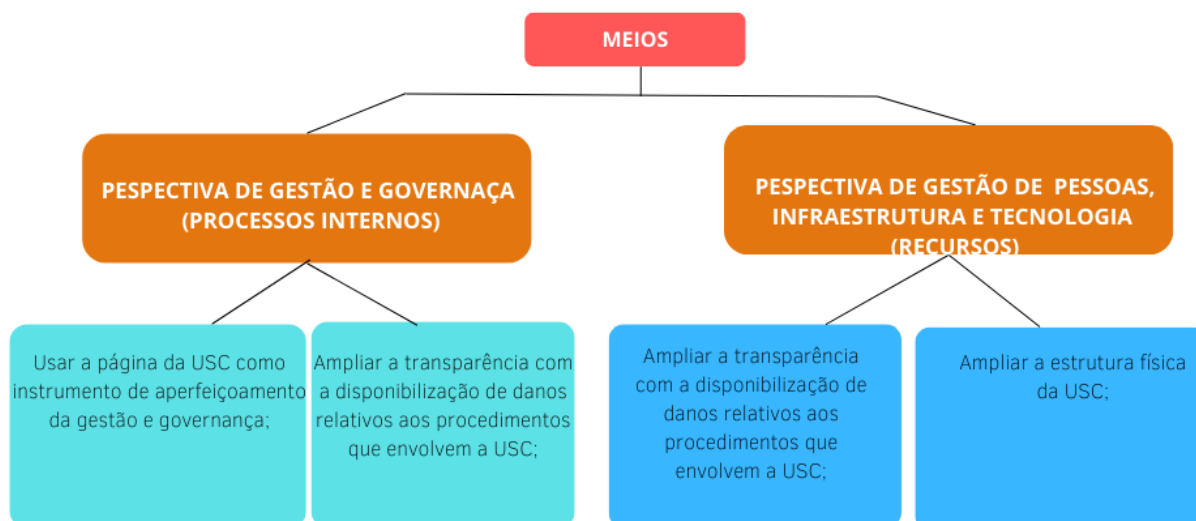 MEIOS
PESPECTIVA DE GESTÃO E GOVERNAÇA
(PROCESSOS INTERNOS)
PESPECTIVA DE GESTÃO DE PESSOAS,
INFRAESTRUTURA E TECNOLOGIA
(RECURSOS)
Usar a página da USC como
instrumento de aperfeiçoamento
da gestão e governança;
Ampliar a transparência com
a disponibilização de danos
relativos aos procedimentos
que envolvem a USC;
Ampliar a transparência
com a disponibilização de
danos relativos aos
procedimentos que
envolvem a USC;
Ampliar a estrutura física
da USC;